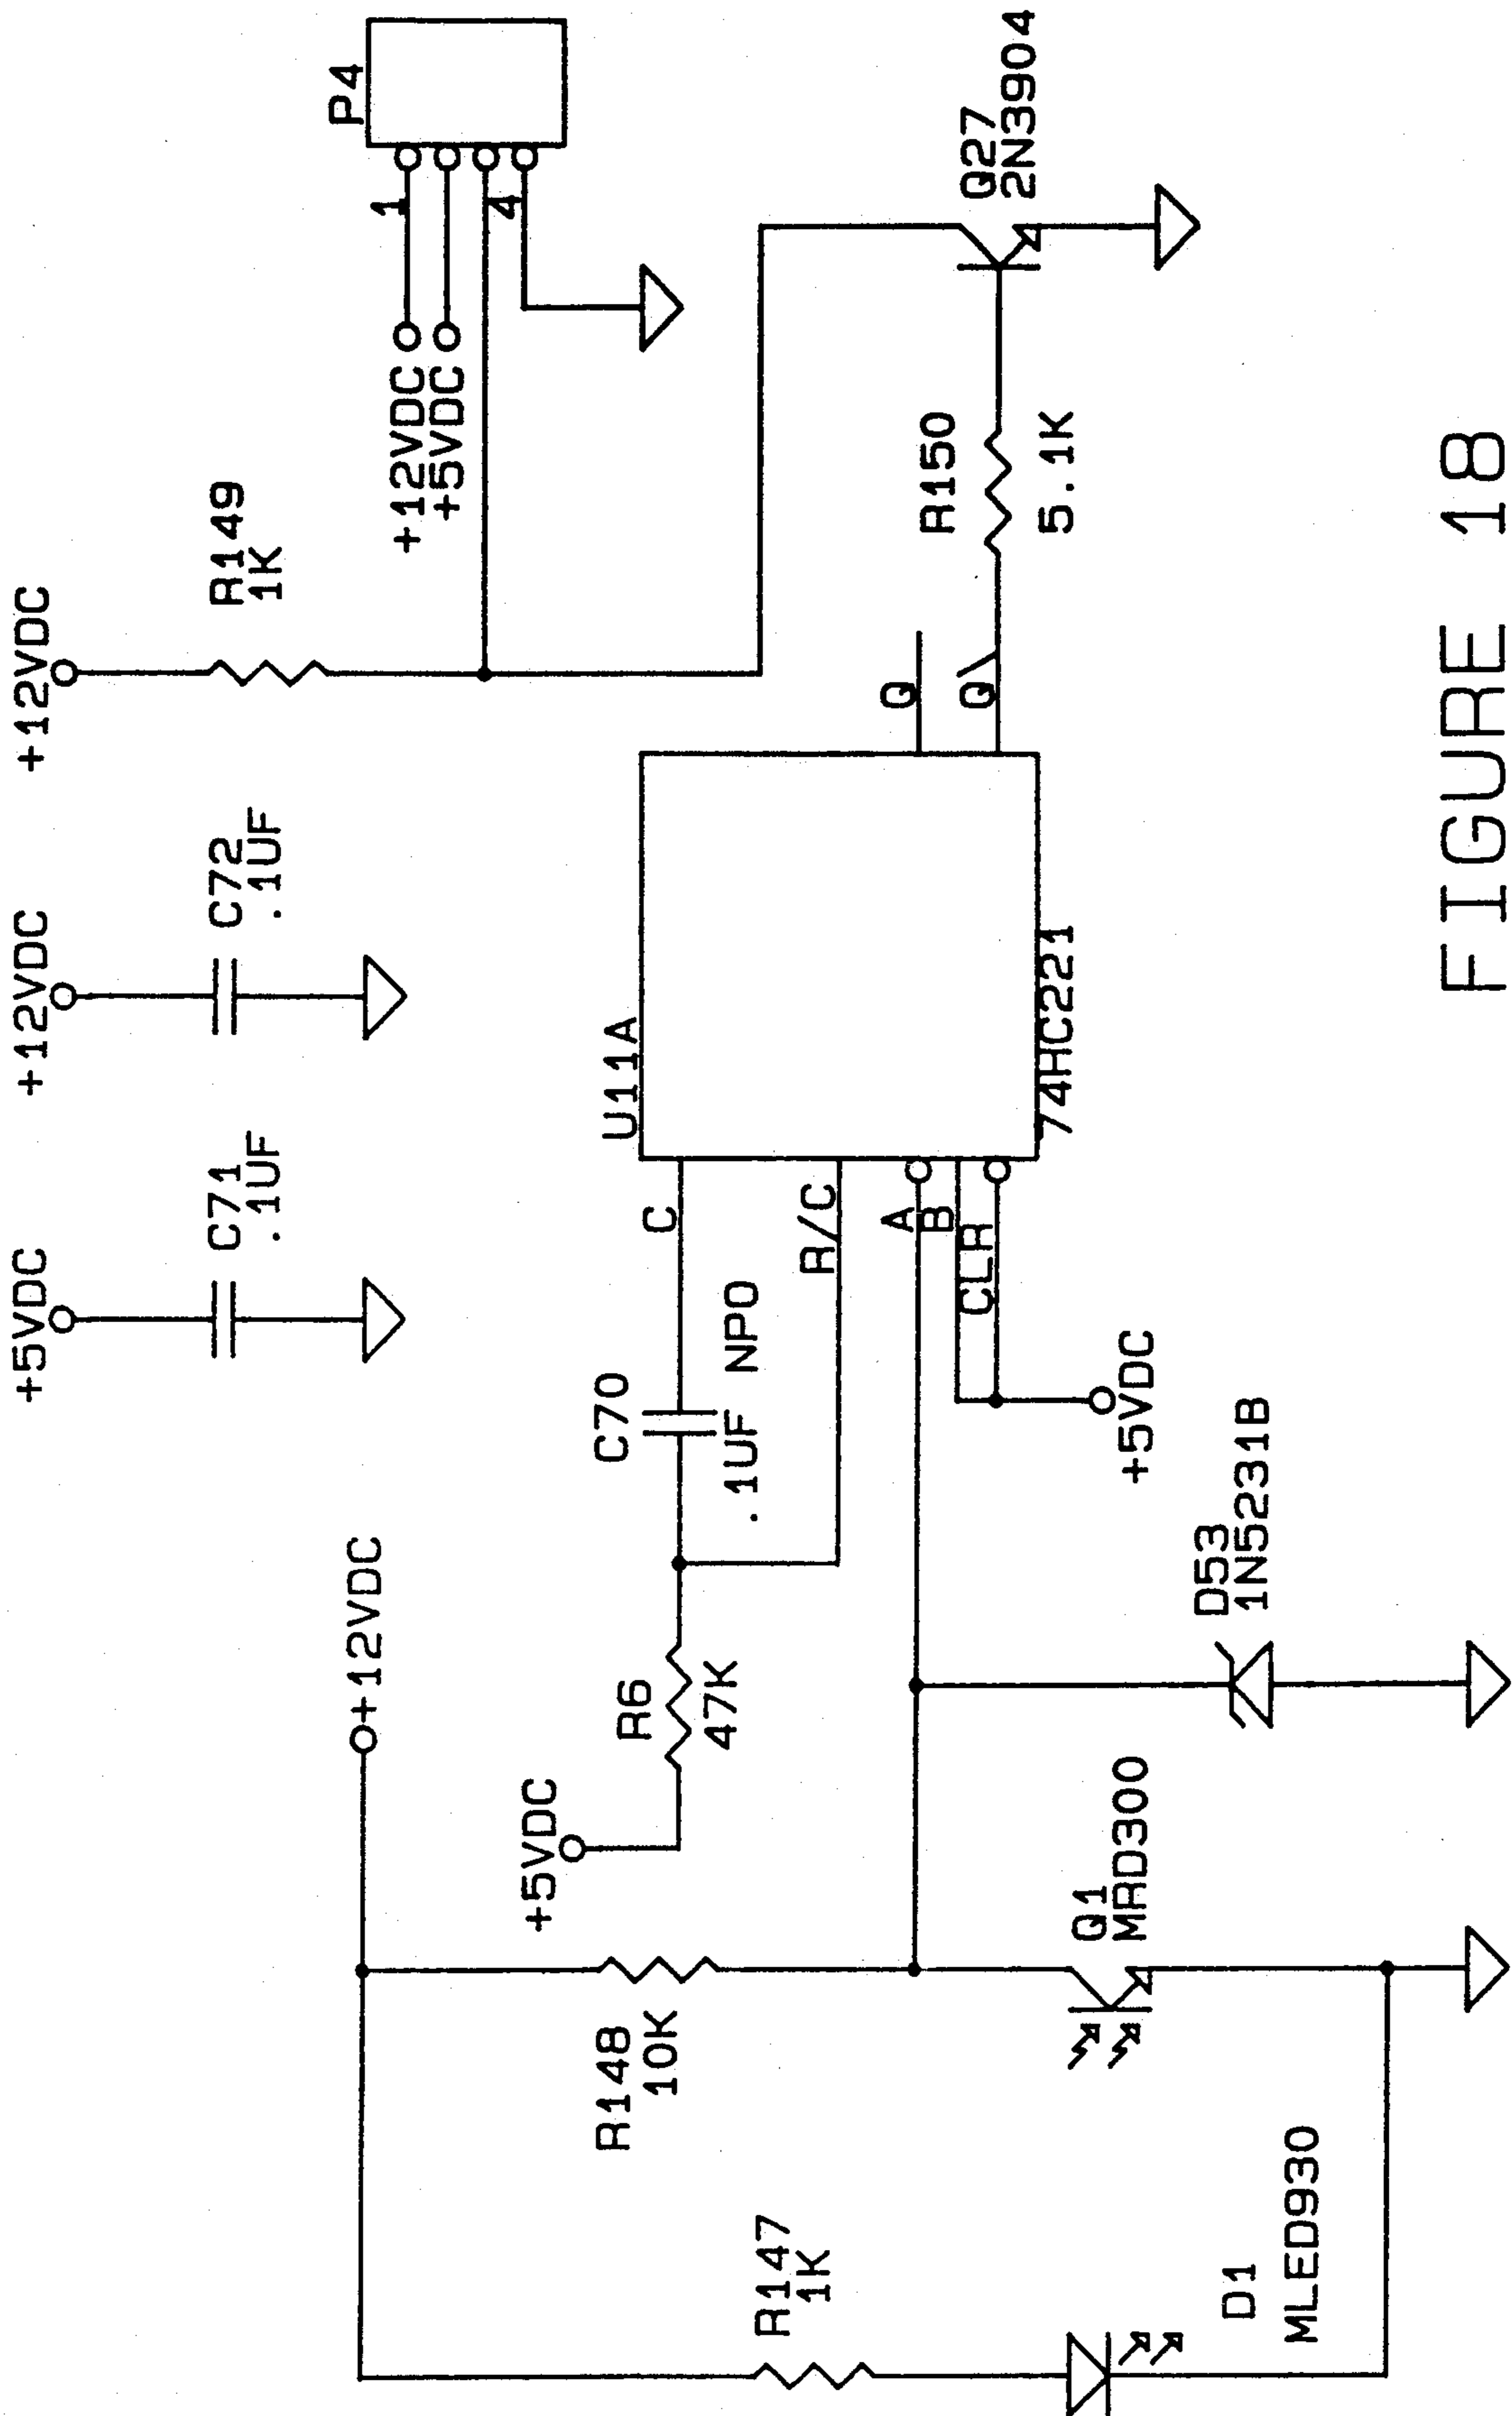 +5VDC
+12VDC
+12VDC
C71
.1UF
C72
.1UF
R149
1K
P4
1
4
+12VDC
+5VDC
+12VDC
+5VDC
R6
47K
C70
.1UF NPO
C
R/C
A
B
CLR
+5VDC
U11A
74HC221
Q
Q\
R150
5.1K
Q27
2N3904
R148
10K
R147
1K
Q1
MRD300
D53
1N5231B
D1
MLED930
FIGURE 18